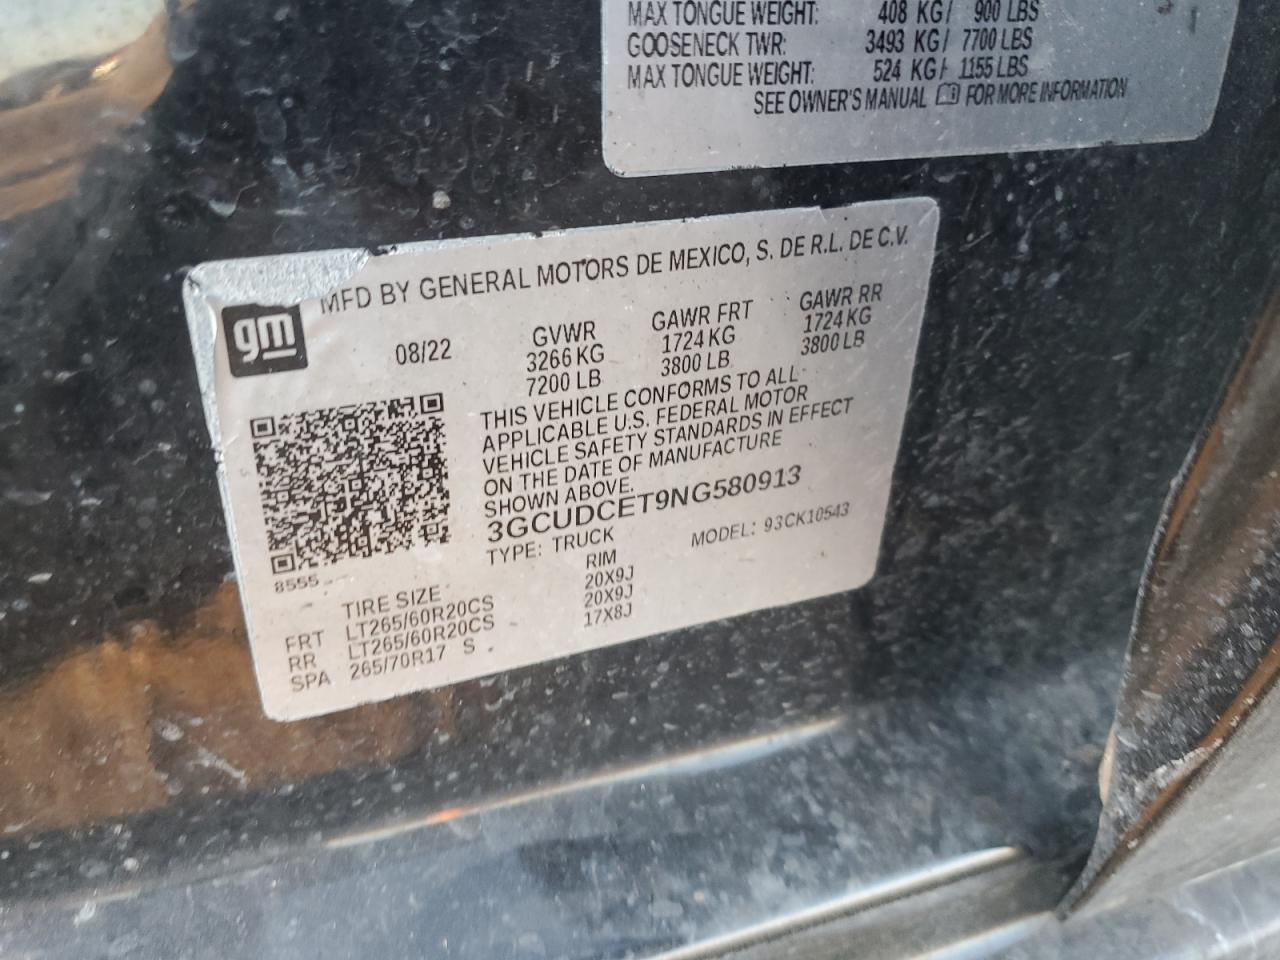 MAX TONGUE WEIGHT: 408 KG/ 900 LBS
GOOSENECK TWR: 3493 KG/ 7700 LBS
MAX TONGUE WEIGHT: 524 KG/ 1155 LBS
SEE OWNER'S MANUAL FOR MORE INFORMATION
MFD BY GENERAL MOTORS DE MEXICO, S. DE R.L. DE C.V.
gm
08/22
GVWR GAWR FRT GAWR RR
3266 KG 1724 KG 1724 KG
7200 LB 3800 LB 3800 LB
THIS VEHICLE CONFORMS TO ALL
APPLICABLE U.S. FEDERAL MOTOR
VEHICLE SAFETY STANDARDS IN EFFECT
ON THE DATE OF MANUFACTURE
SHOWN ABOVE.
3GCUDCET9NG580913
TYPE: TRUCK MODEL: 93CK10543
8555
TIRE SIZE RIM
FRT LT265/60R20CS 20X9J
RR LT265/60R20CS 20X9J
SPA 265/70R17 S 17X8J